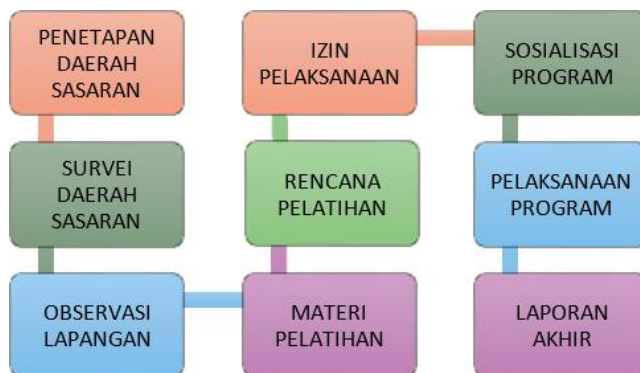 PENETAPAN
DAERAH
SASARAN
SURVEI
DAERAH
SASARAN
OBSERVASI
LAPANGAN
MATERI
PELATIHAN
RENCANA
PELATIHAN
IZIN
PELAKSANAAN
SOSIALISASI
PROGRAM
PELAKSANAAN
PROGRAM
LAPORAN
AKHIR